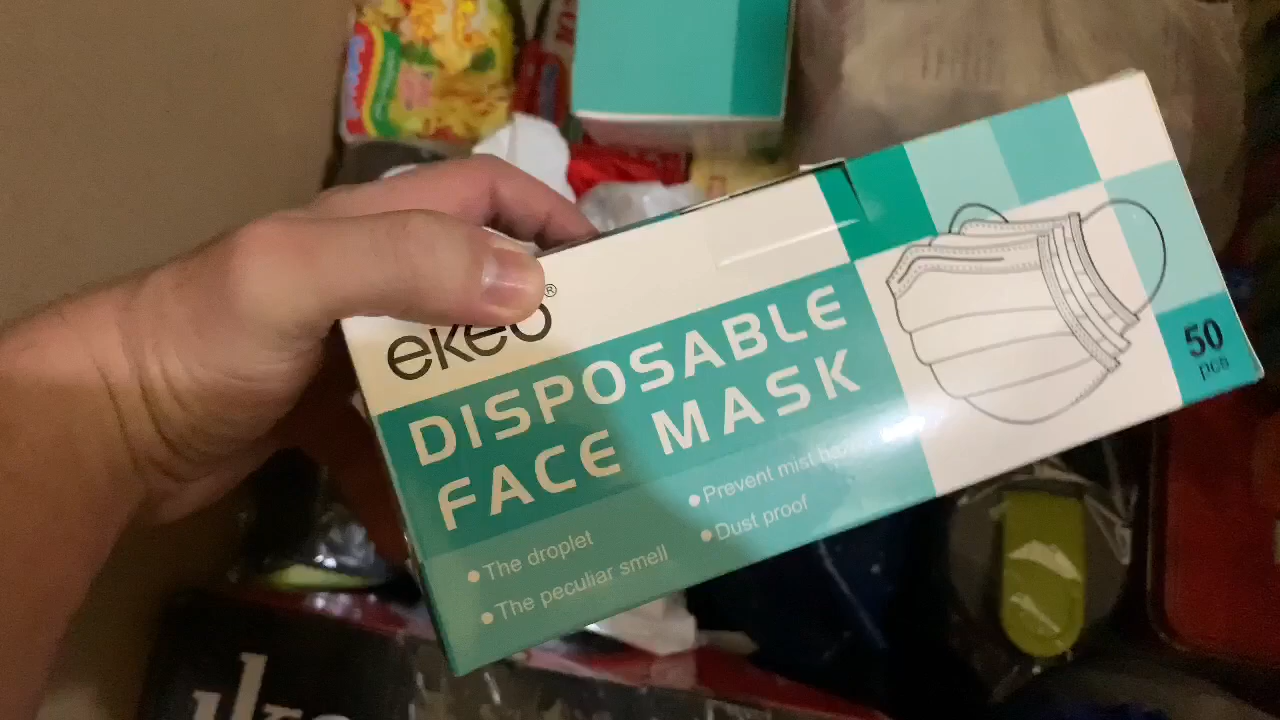 ekeo®
DISPOSABLE
FACE MASK
• The droplet
• The peculiar smell
• Prevent mist
• Dust proof
50
pcs